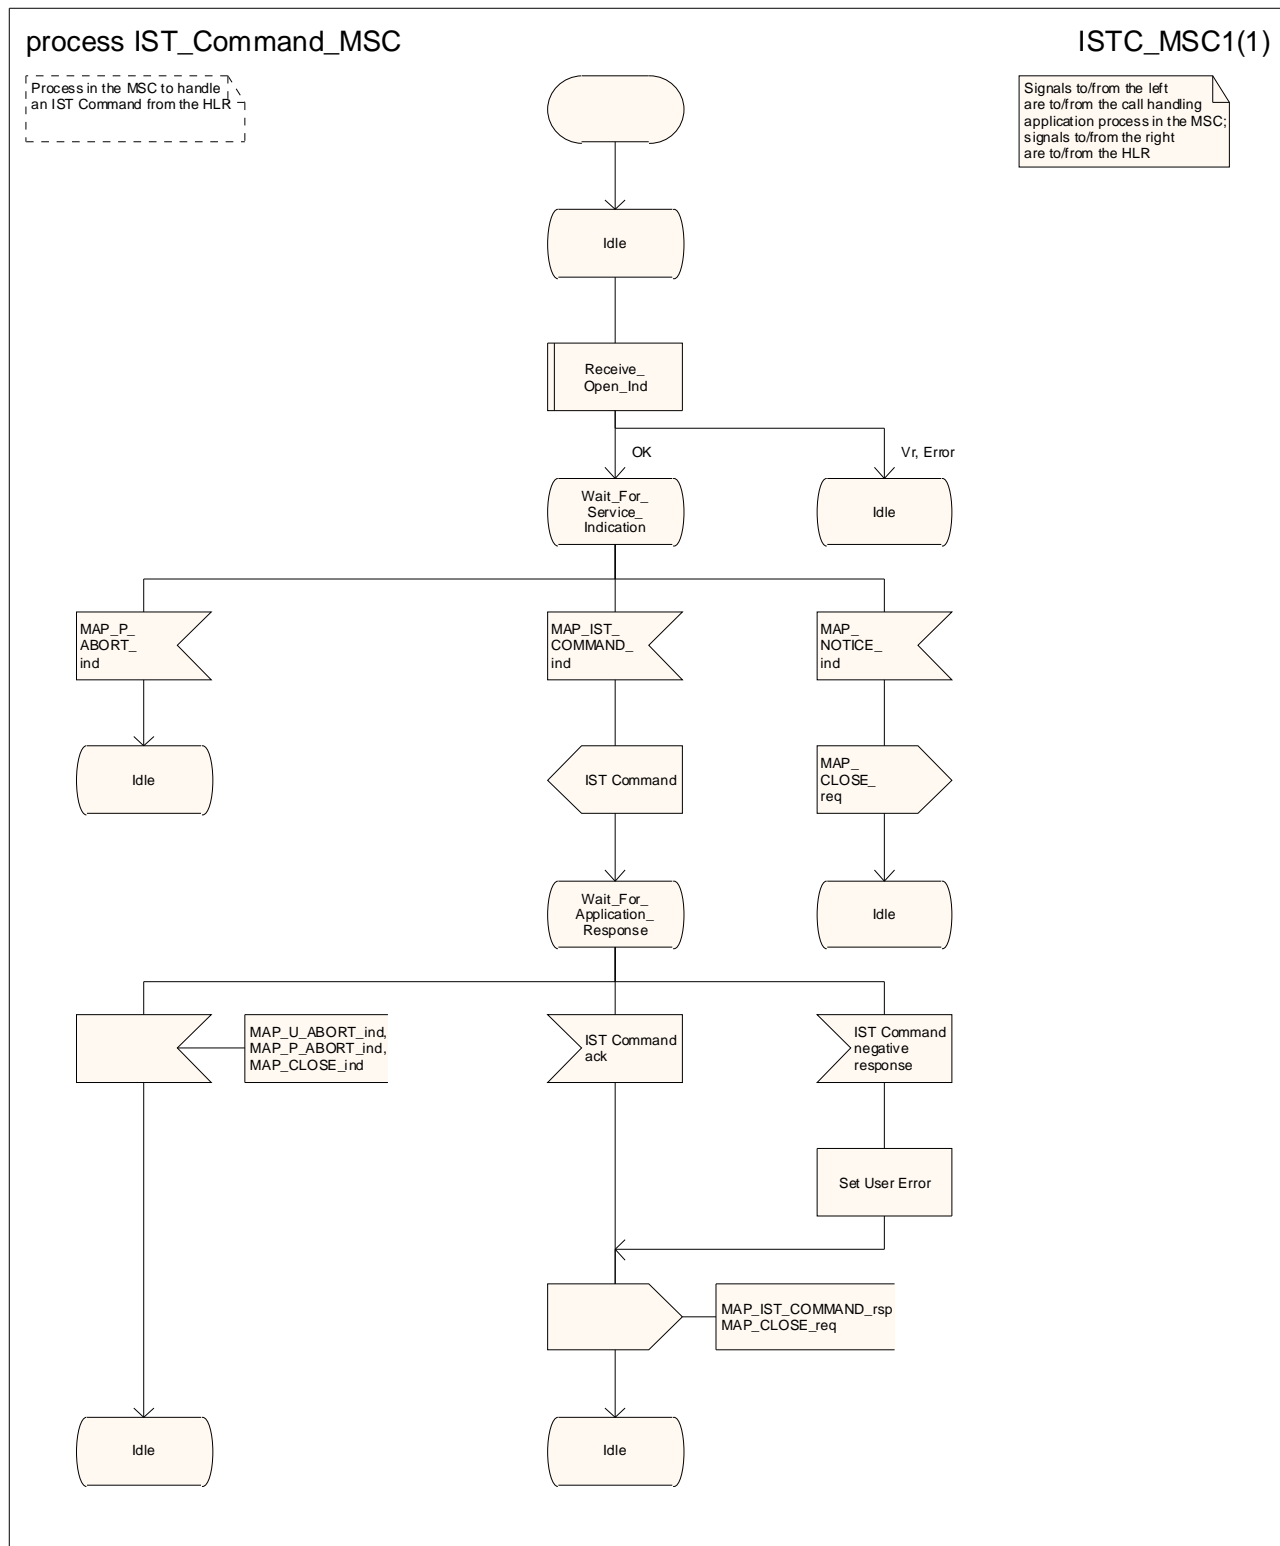 process IST_Command_MSC
ISTC_MSC1(1)
Process in the MSC to handle
an IST Command from the HLR
Signals to/from the left
are to/from the call handling
application process in the MSC;
signals to/from the right
are to/from the HLR
Idle
Receive_
Open_Ind
OK
Vr, Error
Wait_For_
Service_
Indication
Idle
MAP_P_
ABORT_
ind
MAP_IST_
COMMAND_
ind
MAP_
NOTICE_
ind
Idle
IST Command
MAP_
CLOSE_
req
Wait_For_
Application_
Response
Idle
MAP_U_ABORT_ind,
MAP_P_ABORT_ind,
MAP_CLOSE_ind
IST Command
ack
IST Command
negative
response
Set User Error
MAP_IST_COMMAND_rsp
MAP_CLOSE_req
Idle
Idle